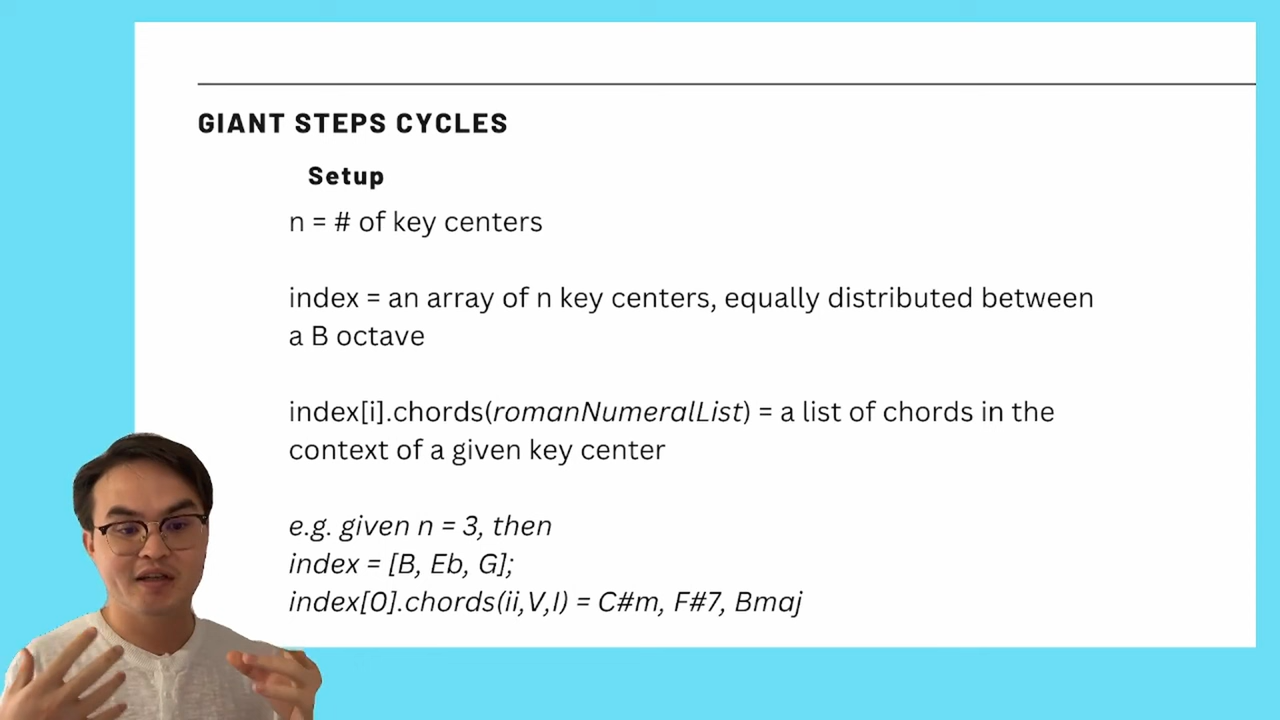 GIANT STEPS CYCLES
Setup
n = # of key centers
index = an array of n key centers, equally distributed between
a B octave
index[i].chords(romanNumeralList) = a list of chords in the
context of a given key center
e.g. given n = 3, then
index = [B, Eb, G];
index[0].chords(ii,V,I) = C#m, F#7, Bmaj